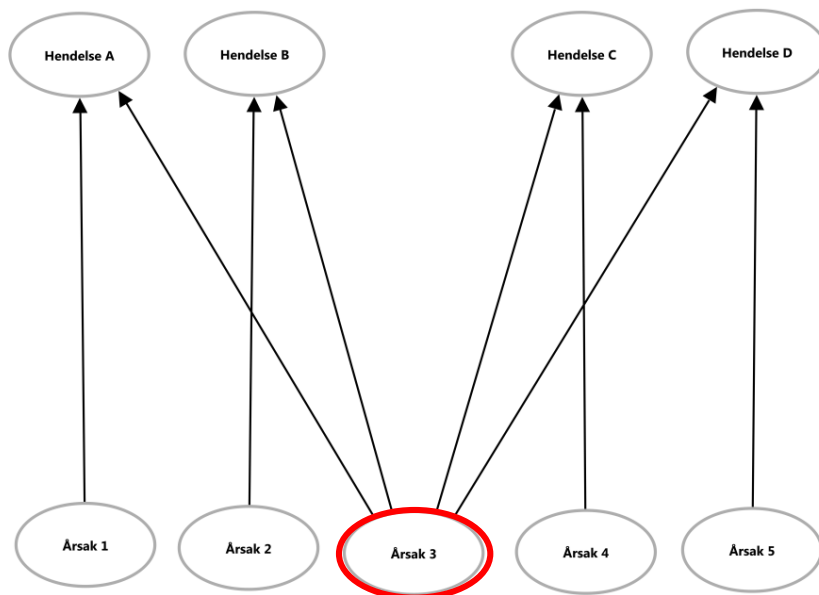 Hendelse A
Hendelse B
Hendelse C
Hendelse D
Årsak 1
Årsak 2
Årsak 3
Årsak 4
Årsak 5